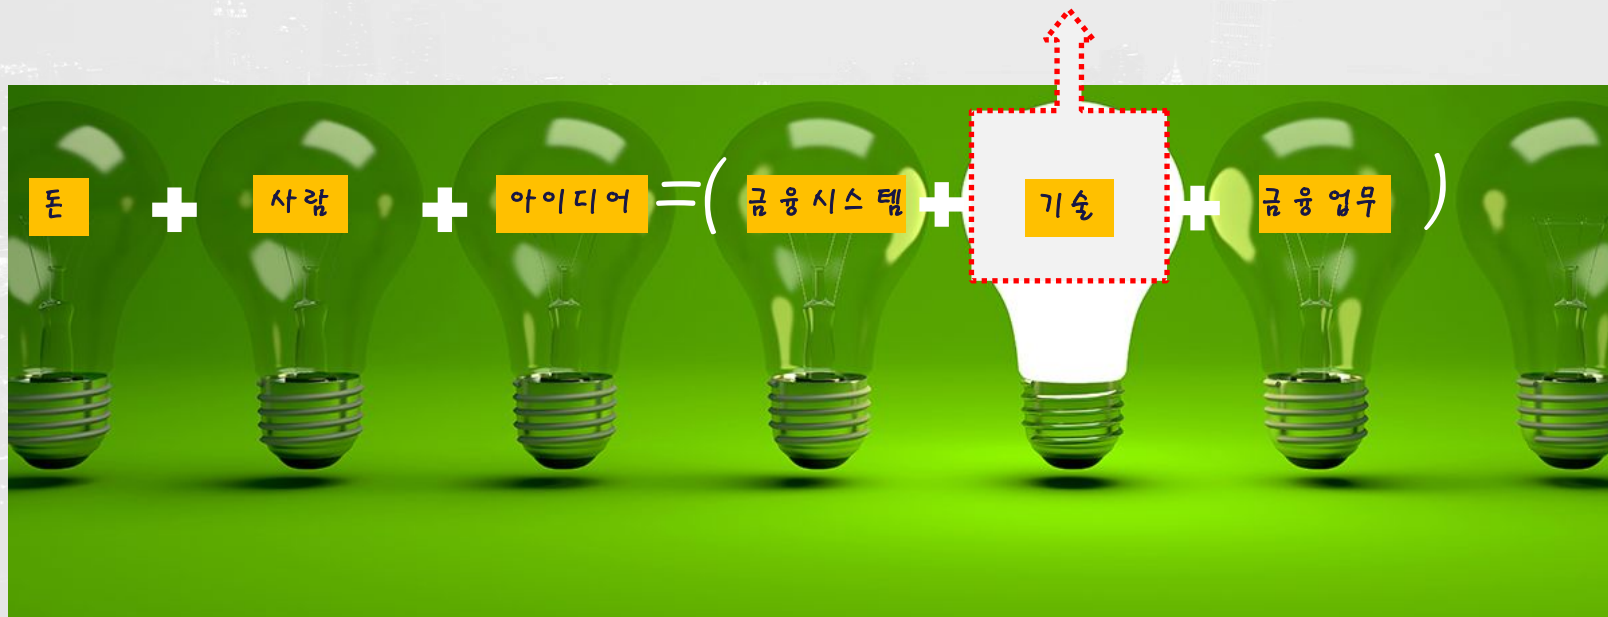 돈 + 사람 + 아이디어 = ( 금융시스템 + 기술 + 금융업무 )